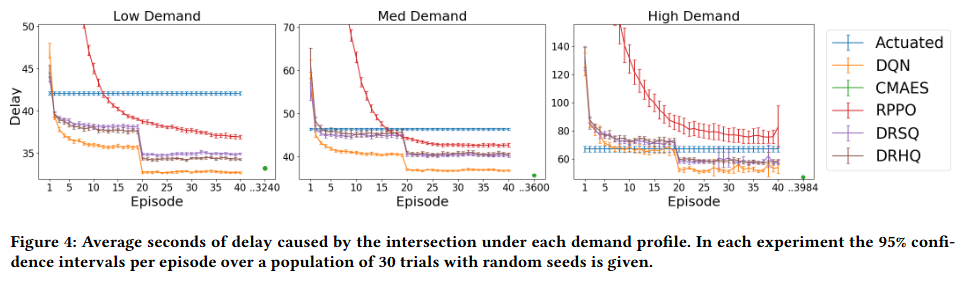 Low Demand
Med Demand
High Demand
Delay
50
45
40
35
1 5 10 15 20 25 30 35 40 ..3240
Episode
70
60
50
40
1 5 10 15 20 25 30 35 40 ..3600
Episode
140
120
100
80
60
1 5 10 15 20 25 30 35 40 ..3984
Episode
Actuated
DQN
CMAES
RPPO
DRSQ
DRHQ
Figure 4: Average seconds of delay caused by the intersection under each demand profile. In each experiment the 95% confi-
dence intervals per episode over a population of 30 trials with random seeds is given.